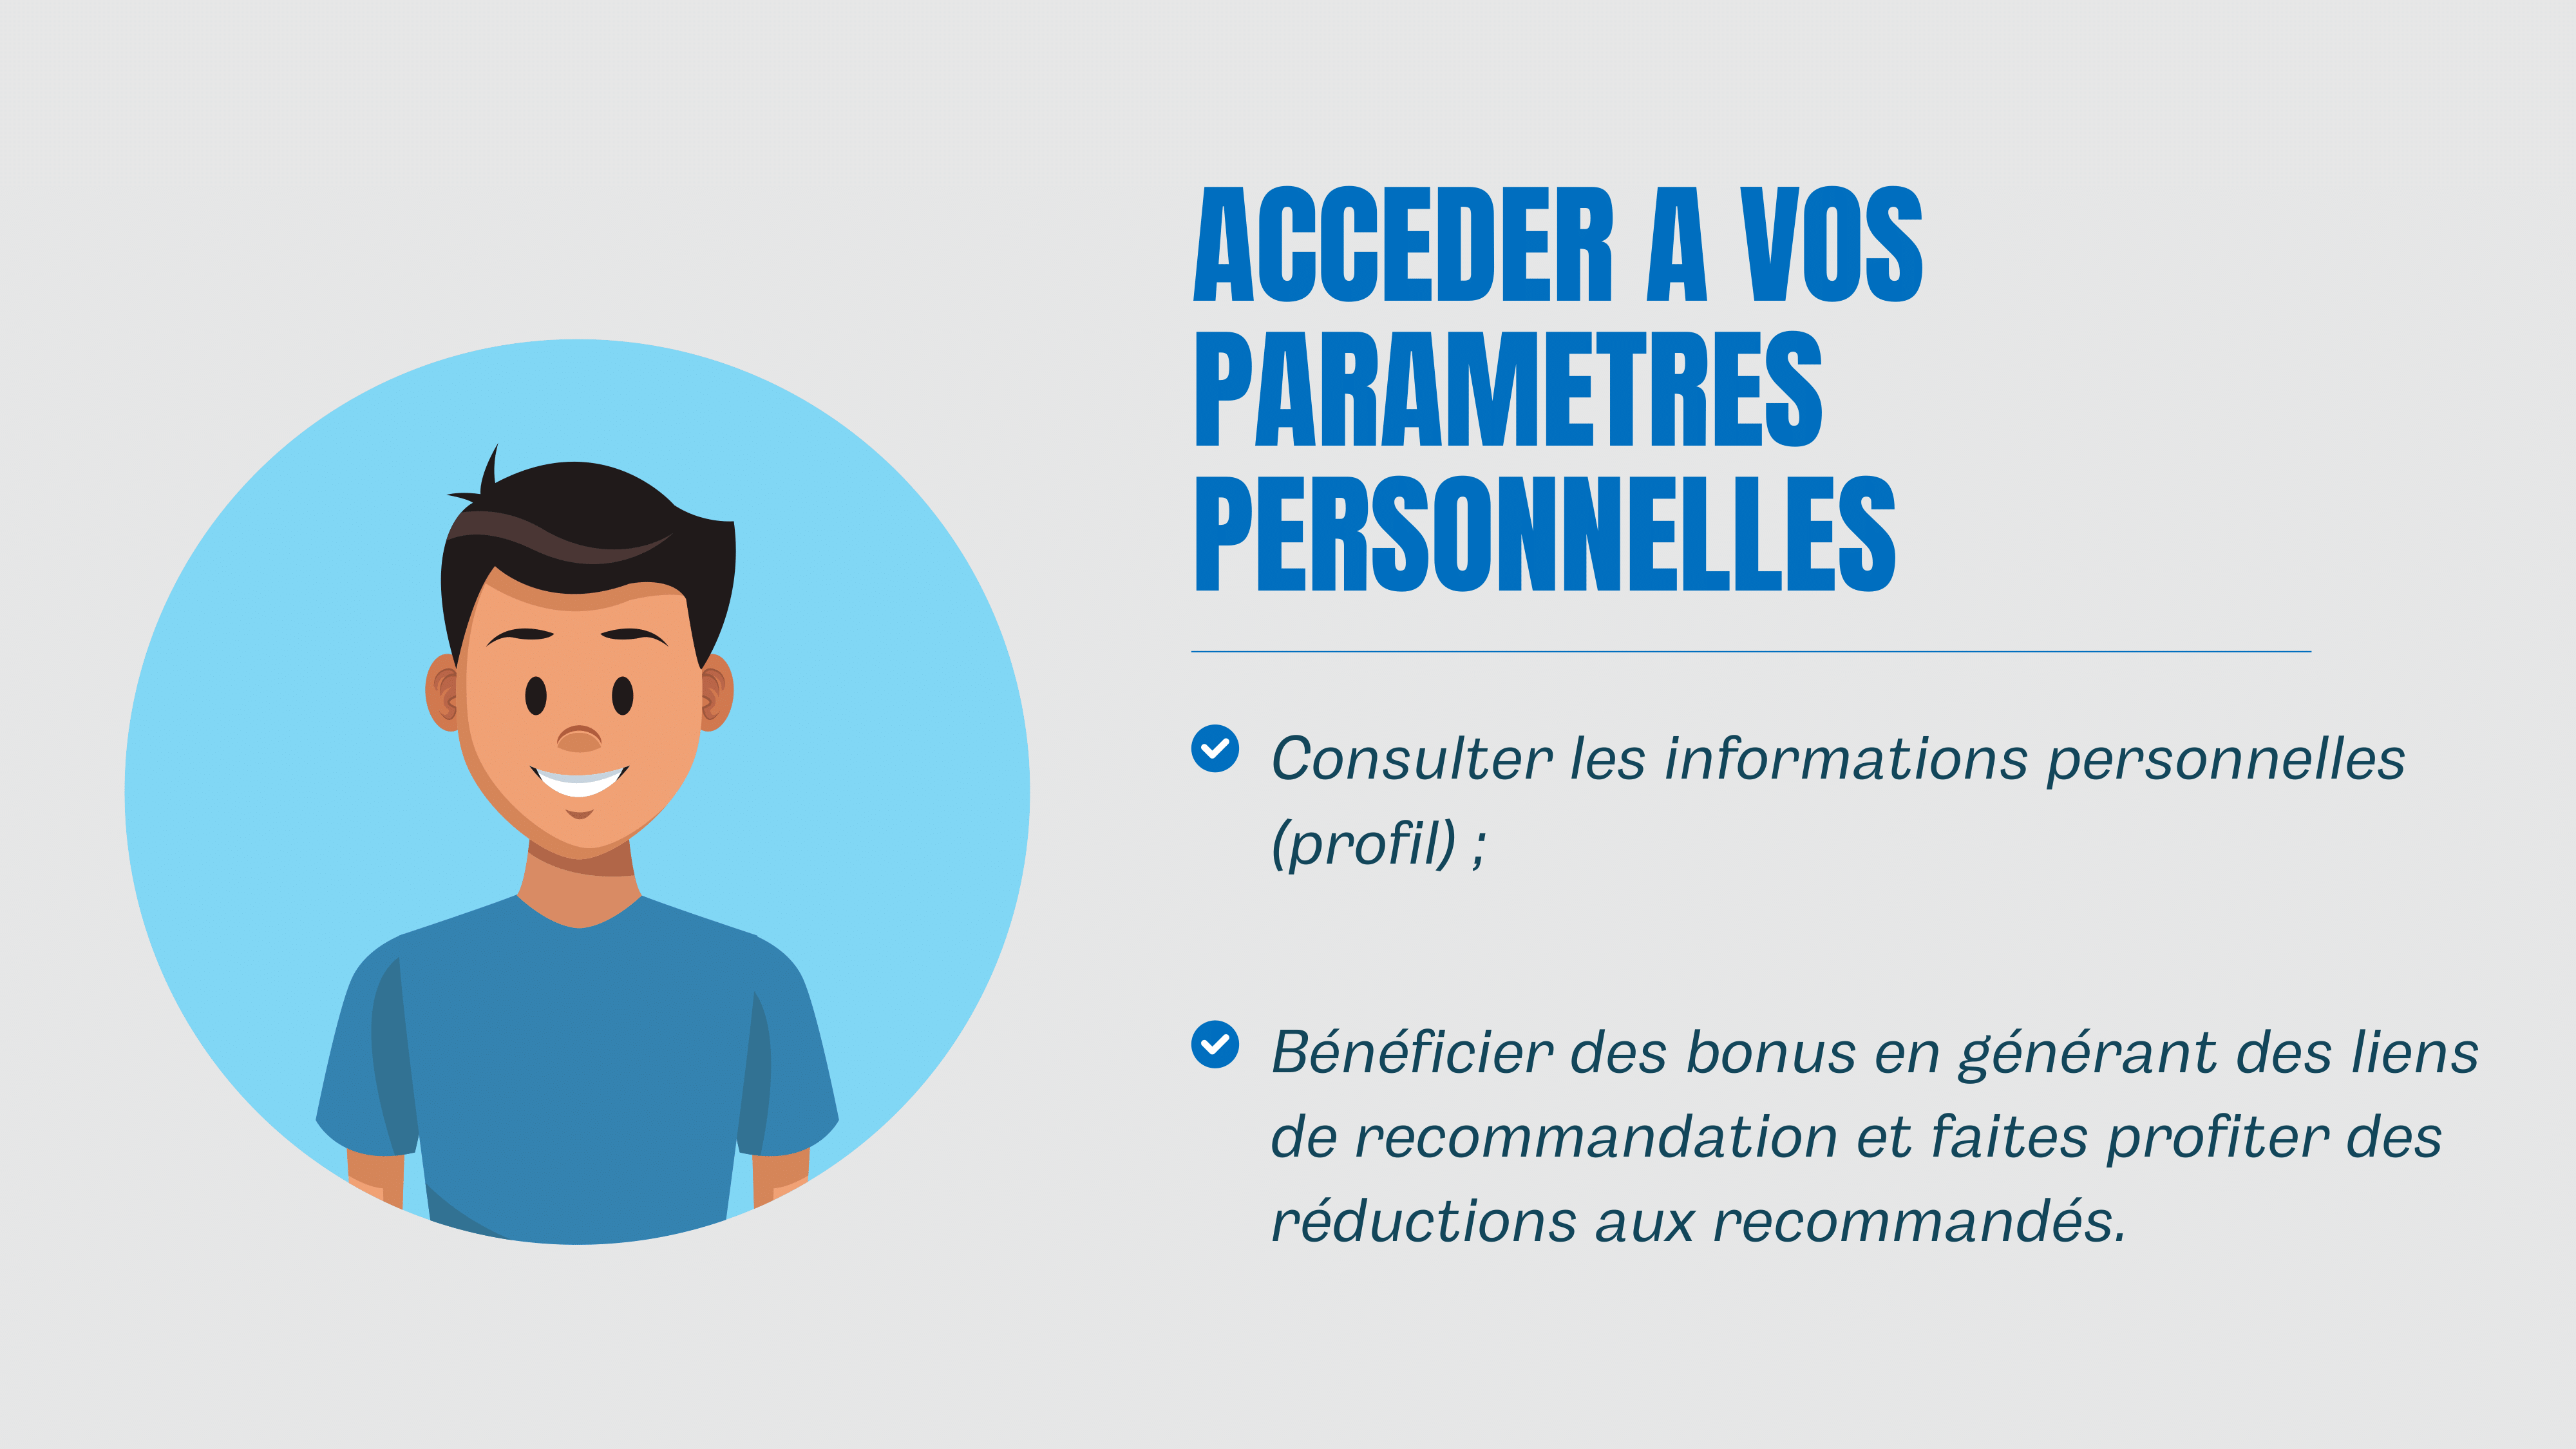 ACCEDER A VOS
PARAMETRES
PERSONNELLES
Consulter les informations personnelles
(profil) ;
Bénéficier des bonus en générant des liens
de recommandation et faites profiter des
réductions aux recommandés.